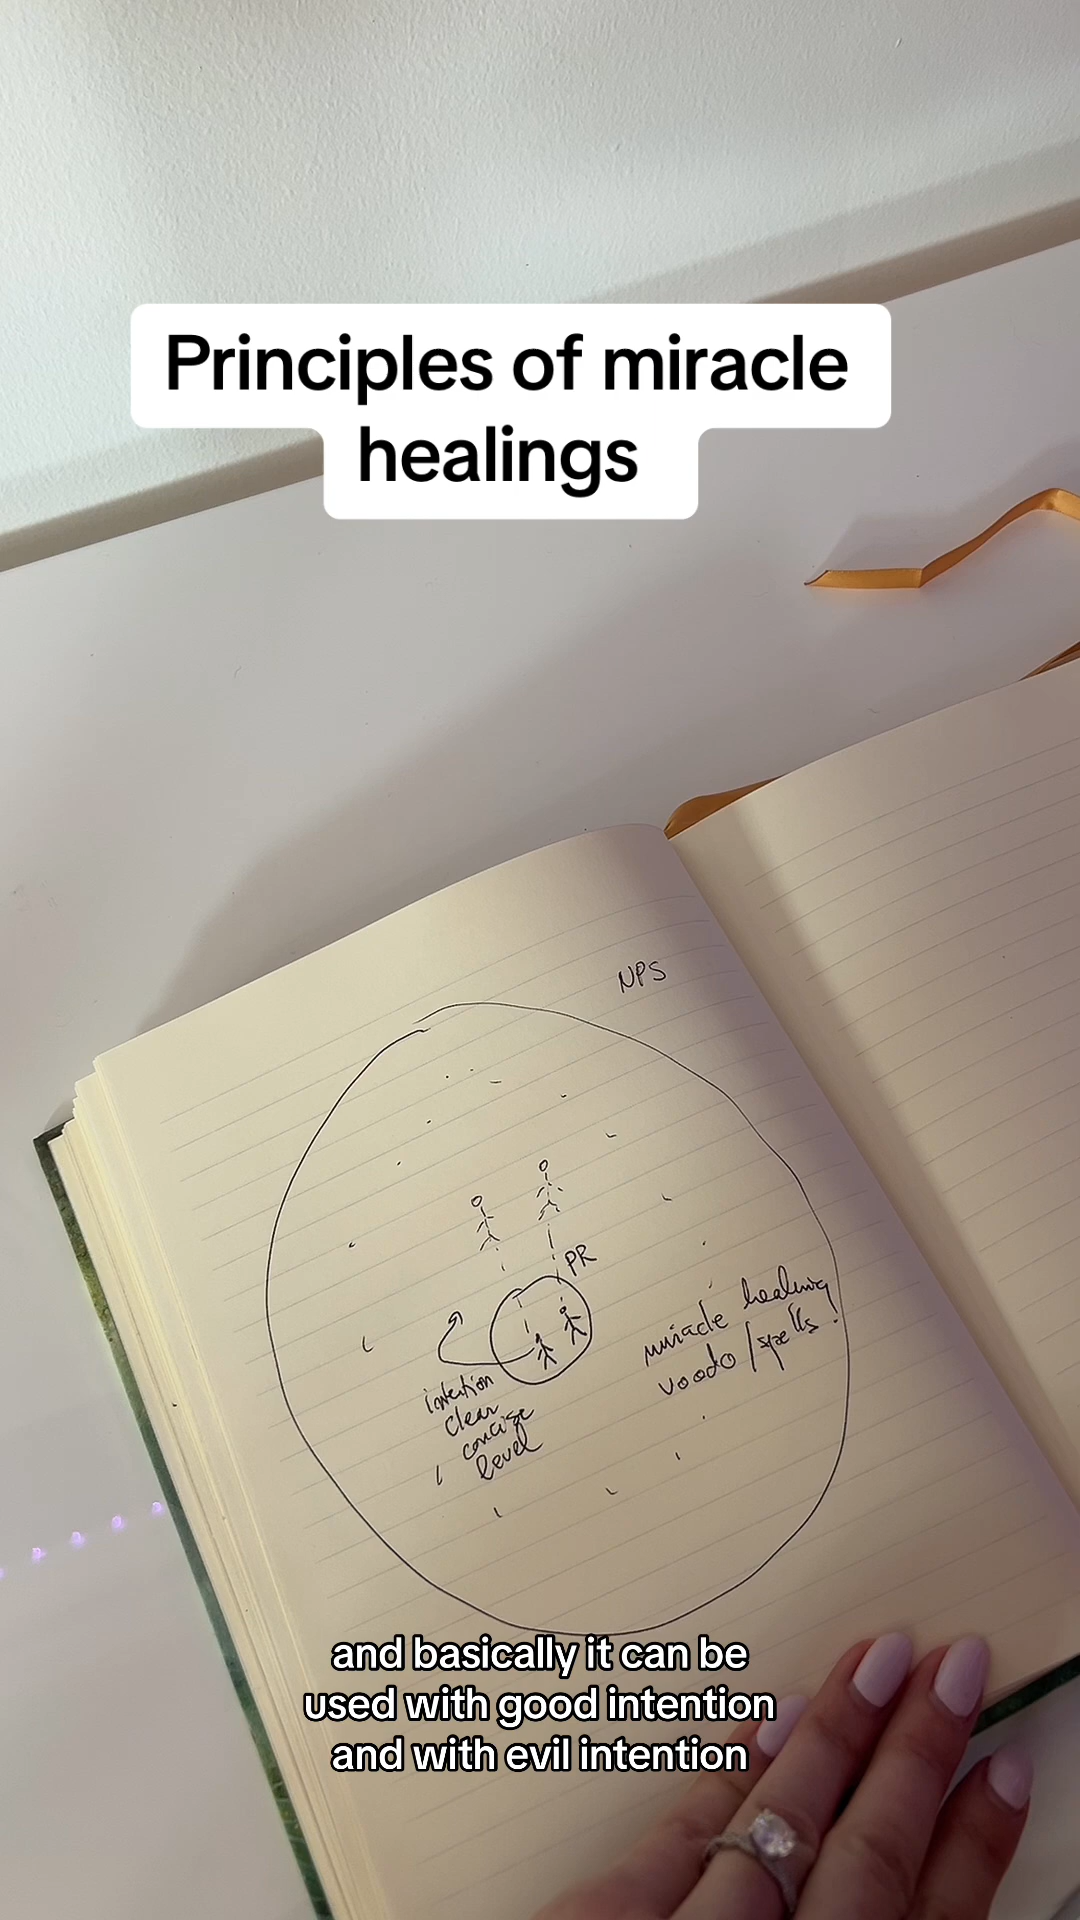 Principles of miracle
healings
NPS
PR
miracle healing
voodo / spells!
intention
clear
concise
level
and basically it can be
used with good intention
and with evil intention